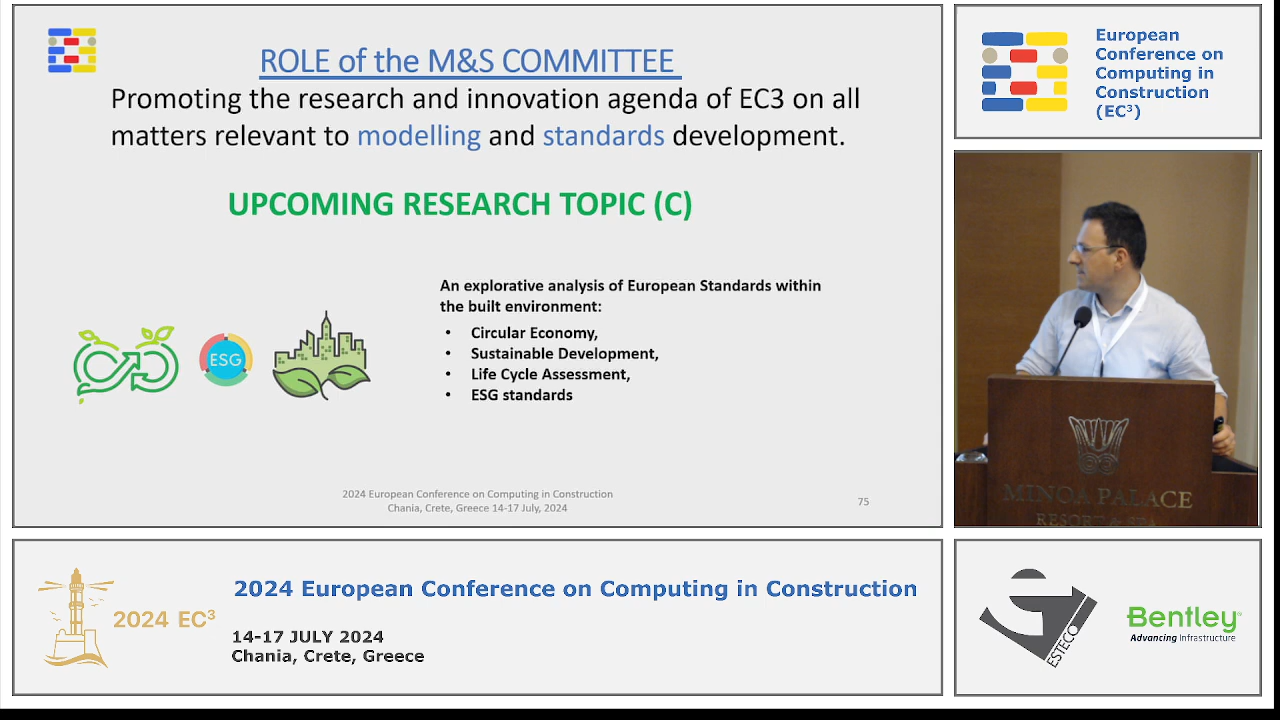 ROLE of the M&S COMMITTEE
Promoting the research and innovation agenda of EC3 on all
matters relevant to modelling and standards development.
UPCOMING RESEARCH TOPIC (C)
An explorative analysis of European Standards within
the built environment:
• Circular Economy,
• Sustainable Development,
• Life Cycle Assessment,
• ESG standards
ESG
2024 European Conference on Computing in Construction
Chania, Crete, Greece 14-17 July, 2024
75
European
Conference on
Computing in
Construction
(EC³)
MINOA PALACE
RESORT & SPA
2024 EC³
2024 European Conference on Computing in Construction
14-17 JULY 2024
Chania, Crete, Greece
ESTECO
Bentley
Advancing Infrastructure